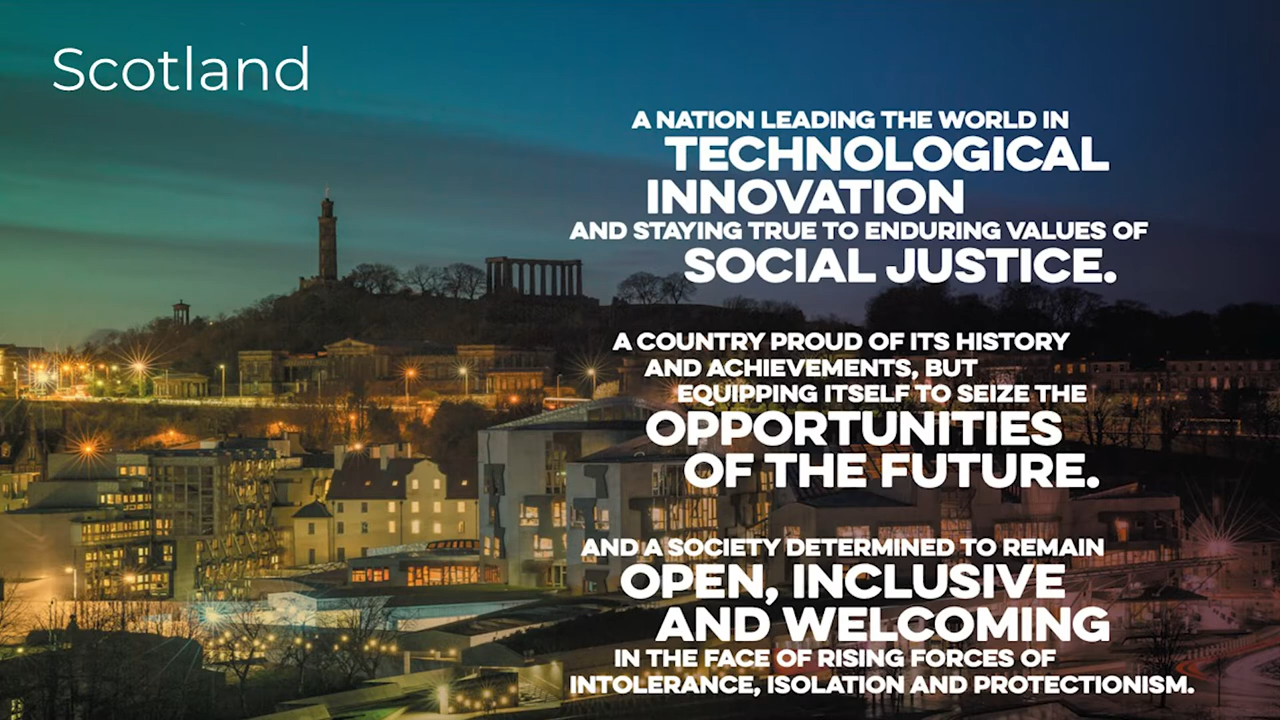 Scotland
A NATION LEADING THE WORLD IN
TECHNOLOGICAL
INNOVATION
AND STAYING TRUE TO ENDURING VALUES OF
SOCIAL JUSTICE.
A COUNTRY PROUD OF ITS HISTORY
AND ACHIEVEMENTS, BUT
EQUIPPING ITSELF TO SEIZE THE
OPPORTUNITIES
OF THE FUTURE.
AND A SOCIETY DETERMINED TO REMAIN
OPEN, INCLUSIVE
AND WELCOMING
IN THE FACE OF RISING FORCES OF
INTOLERANCE, ISOLATION AND PROTECTIONISM.